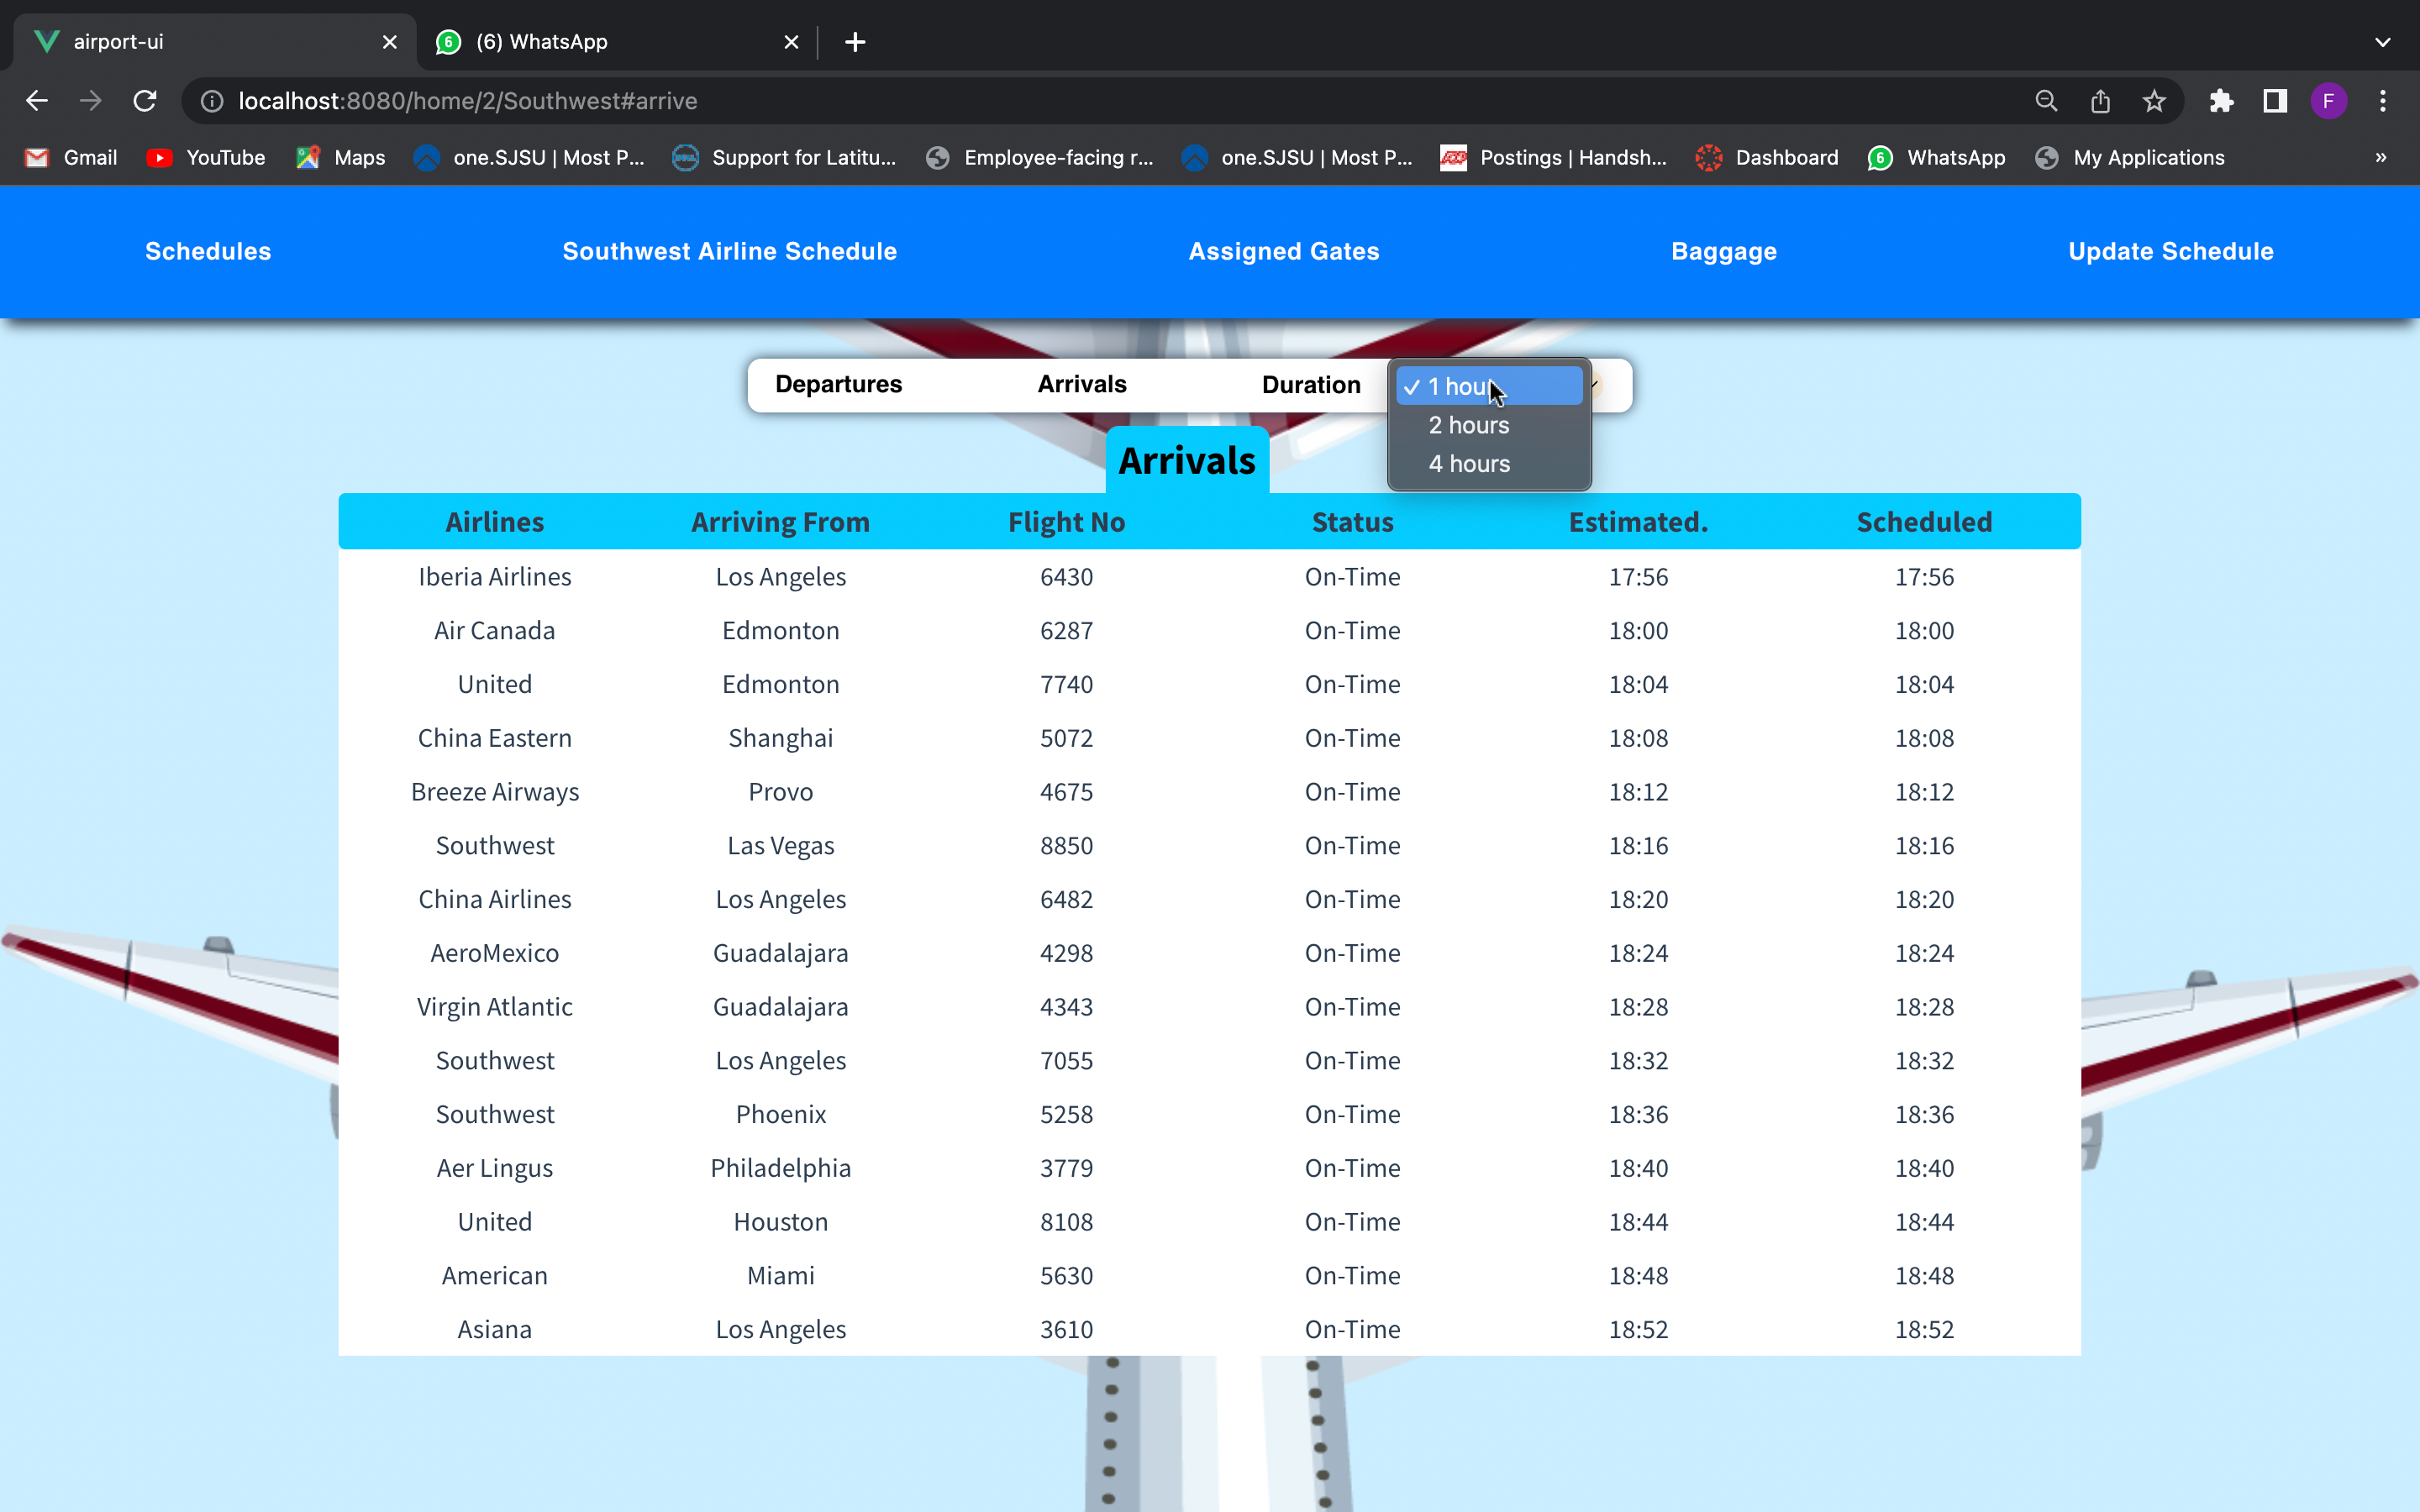 airport-ui
6 (6) WhatsApp
localhost:8080/home/2/Southwest#arrive F
Gmail YouTube Maps one.SJSU | Most P... Support for Latitu... Employee-facing r... one.SJSU | Most P... Postings | Handsh... Dashboard 6 WhatsApp My Applications »
Schedules Southwest Airline Schedule Assigned Gates Baggage Update Schedule
Departures Arrivals Duration 1 hour
2 hours
4 hours
Arrivals
Airlines Arriving From Flight No Status Estimated. Scheduled
Iberia Airlines Los Angeles 6430 On-Time 17:56 17:56
Air Canada Edmonton 6287 On-Time 18:00 18:00
United Edmonton 7740 On-Time 18:04 18:04
China Eastern Shanghai 5072 On-Time 18:08 18:08
Breeze Airways Provo 4675 On-Time 18:12 18:12
Southwest Las Vegas 8850 On-Time 18:16 18:16
China Airlines Los Angeles 6482 On-Time 18:20 18:20
AeroMexico Guadalajara 4298 On-Time 18:24 18:24
Virgin Atlantic Guadalajara 4343 On-Time 18:28 18:28
Southwest Los Angeles 7055 On-Time 18:32 18:32
Southwest Phoenix 5258 On-Time 18:36 18:36
Aer Lingus Philadelphia 3779 On-Time 18:40 18:40
United Houston 8108 On-Time 18:44 18:44
American Miami 5630 On-Time 18:48 18:48
Asiana Los Angeles 3610 On-Time 18:52 18:52